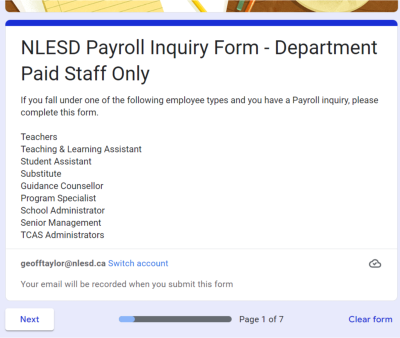 NLESD Payroll Inquiry Form - Department
Paid Staff Only
If you fall under one of the following employee types and you have a Payroll inquiry, please
complete this form.
Teachers
Teaching & Learning Assistant
Student Assistant
Substitute
Guidance Counsellor
Program Specialist
School Administrator
Senior Management
TCAS Administrators
geofftaylor@nlesd.ca Switch account
Your email will be recorded when you submit this form
Next Page 1 of 7 Clear form